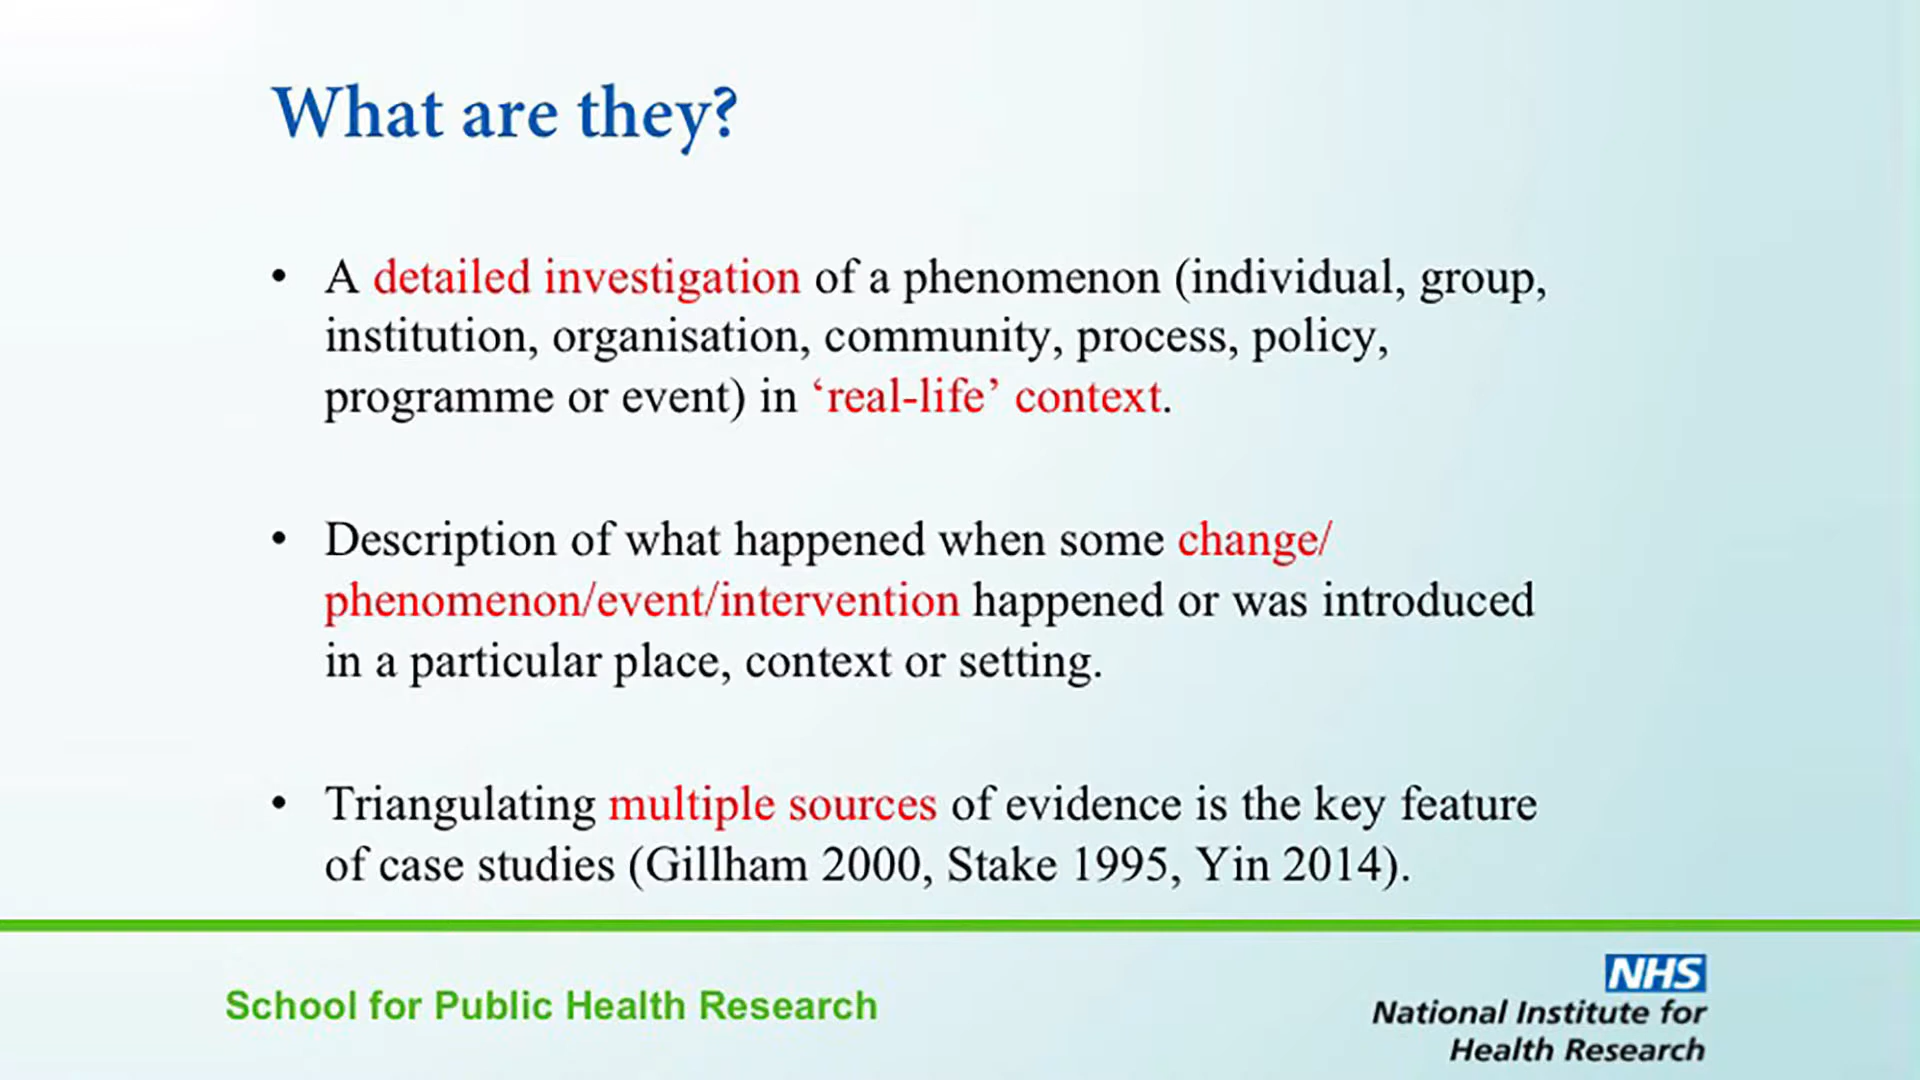 What are they?
• A detailed investigation of a phenomenon (individual, group,
institution, organisation, community, process, policy,
programme or event) in ‘real-life’ context.
• Description of what happened when some change/
phenomenon/event/intervention happened or was introduced
in a particular place, context or setting.
• Triangulating multiple sources of evidence is the key feature
of case studies (Gillham 2000, Stake 1995, Yin 2014).
School for Public Health Research
NHS
National Institute for
Health Research